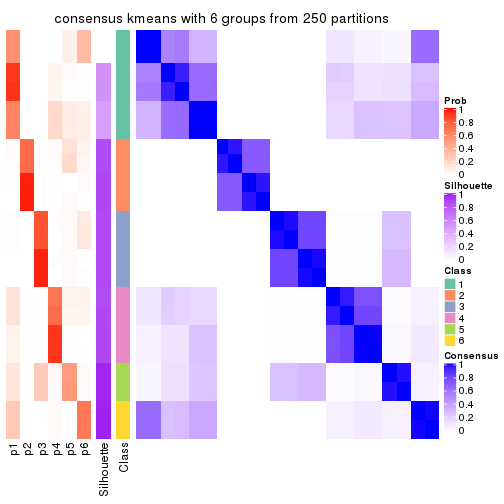 consensus kmeans with 6 groups from 250 partitions
Prob
1
0.8
0.6
0.4
0.2
0
Silhouette
1
0.8
0.6
0.4
0.2
0
Class
1
2
3
4
5
6
Consensus
1
0.8
0.6
0.4
0.2
0
p1
p2
p3
p4
p5
p6
Silhouette
Class